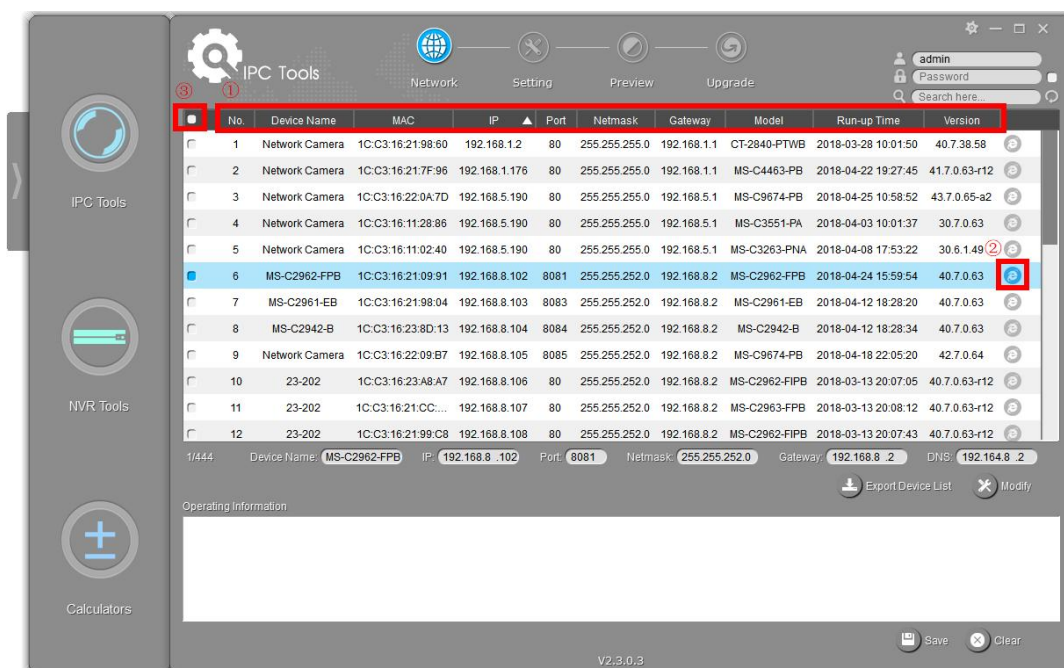 IPC Tools
Network Setting Preview Upgrade
admin
Password
Search here...
③ ①
No. Device Name MAC IP Port Netmask Gateway Model Run-up Time Version
1 Network Camera 1C:C3:16:21:98:60 192.168.1.2 80 255.255.255.0 192.168.1.1 CT-2840-PTWB 2018-03-28 10:01:50 40.7.38.58
2 Network Camera 1C:C3:16:21:7F:96 192.168.1.176 80 255.255.255.0 192.168.1.1 MS-C4463-PB 2018-04-22 19:27:45 41.7.0.63-r12
3 Network Camera 1C:C3:16:22:0A:7D 192.168.5.190 80 255.255.255.0 192.168.5.1 MS-C9674-PB 2018-04-25 10:58:52 43.7.0.65-a2
4 Network Camera 1C:C3:16:11:28:86 192.168.5.190 80 255.255.255.0 192.168.5.1 MS-C3551-PA 2018-04-03 10:01:37 30.7.0.63
5 Network Camera 1C:C3:16:11:02:40 192.168.5.190 80 255.255.255.0 192.168.5.1 MS-C3263-PNA 2018-04-08 17:53:22 30.6.1.49 ②
6 MS-C2962-FPB 1C:C3:16:21:09:91 192.168.8.102 8081 255.255.252.0 192.168.8.2 MS-C2962-FPB 2018-04-24 15:59:54 40.7.0.63
7 MS-C2961-EB 1C:C3:16:21:98:04 192.168.8.103 8083 255.255.252.0 192.168.8.2 MS-C2961-EB 2018-04-12 18:28:20 40.7.0.63
8 MS-C2942-B 1C:C3:16:23:8D:13 192.168.8.104 8084 255.255.252.0 192.168.8.2 MS-C2942-B 2018-04-12 18:28:34 40.7.0.63
9 Network Camera 1C:C3:16:22:09:B7 192.168.8.105 8085 255.255.252.0 192.168.8.2 MS-C9674-PB 2018-04-18 22:05:20 42.7.0.64
10 23-202 1C:C3:16:23:A8:A7 192.168.8.106 80 255.255.252.0 192.168.8.2 MS-C2962-FIPB 2018-03-13 20:07:05 40.7.0.63-r12
11 23-202 1C:C3:16:21:CC:... 192.168.8.107 80 255.255.252.0 192.168.8.2 MS-C2963-FPB 2018-03-13 20:08:12 40.7.0.63-r12
12 23-202 1C:C3:16:21:99:C8 192.168.8.108 80 255.255.252.0 192.168.8.2 MS-C2962-FIPB 2018-03-13 20:07:43 40.7.0.63-r12
1/444 Device Name: MS-C2962-FPB IP: 192.168.8 .102 Port: 8081 Netmask: 255.255.252.0 Gateway: 192.168.8 .2 DNS: 192.164.8 .2
Export Device List Modify
Operating Information
Save Clear
V2.3.0.3
IPC Tools
NVR Tools
Calculators